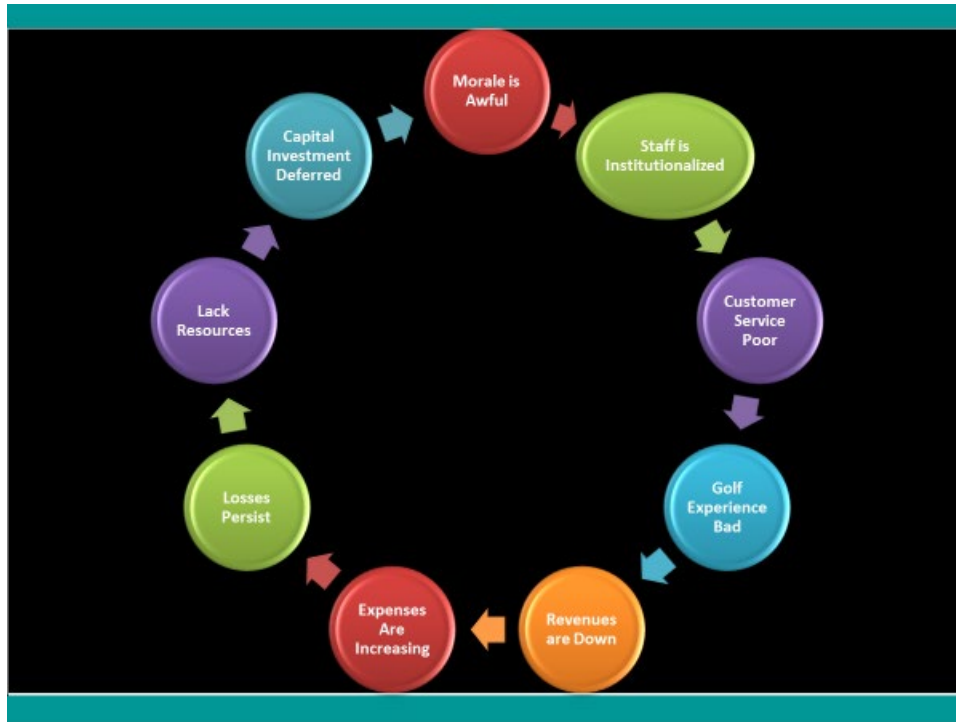 Morale is
Awful
Staff is
Institutionalized
Customer
Service
Poor
Golf
Experience
Bad
Revenues
are Down
Expenses
Are
Increasing
Losses
Persist
Lack
Resources
Capital
Investment
Deferred